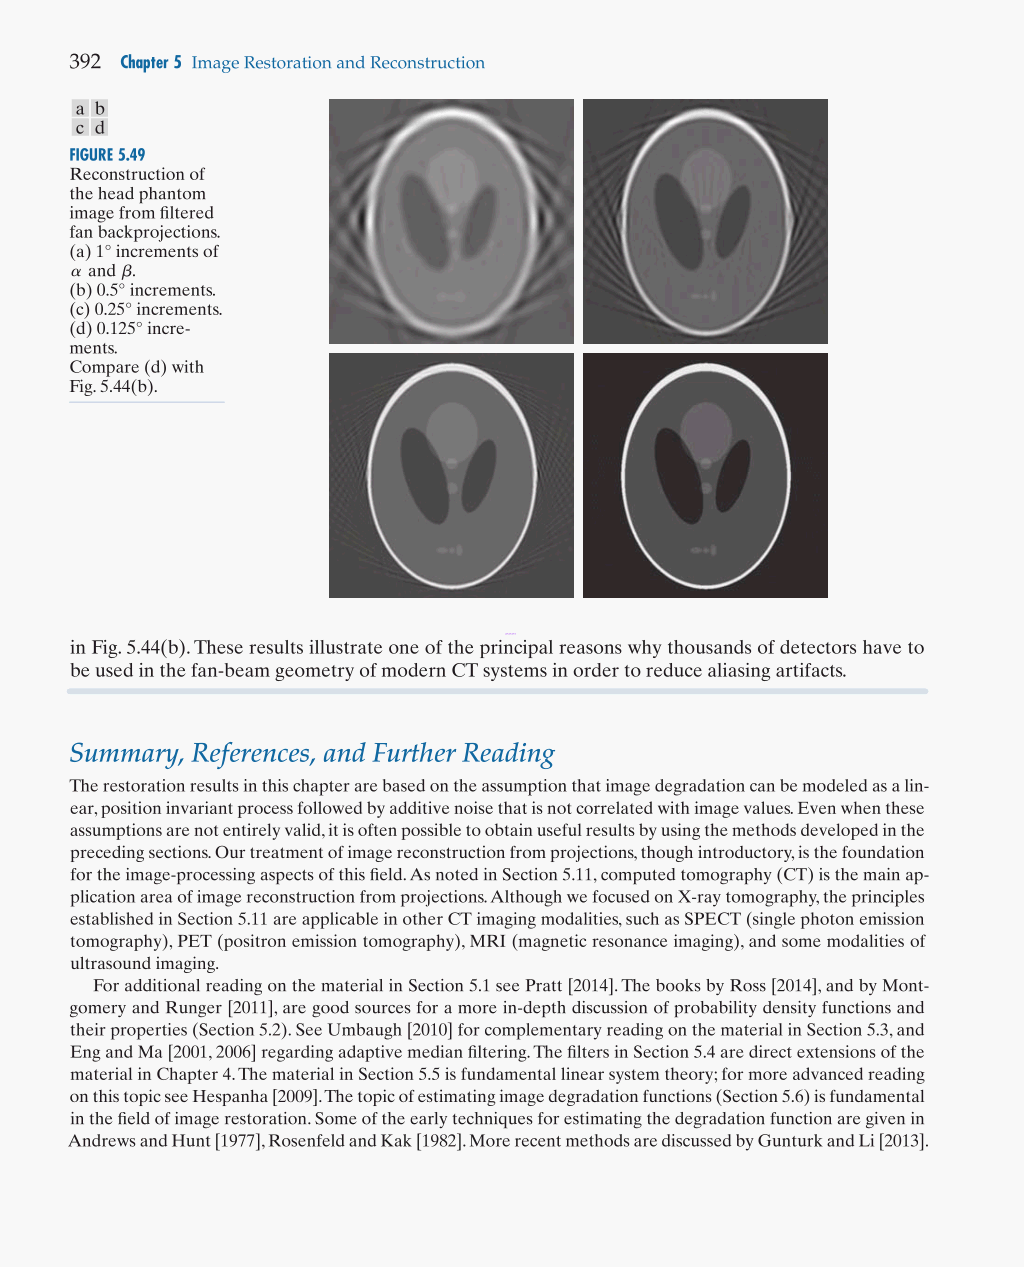 392 Chapter 5 Image Restoration and Reconstruction
a b
c d
FIGURE 5.49
Reconstruction of
the head phantom
image from filtered
fan backprojections.
(a) 1° increments of
α and β.
(b) 0.5° increments.
(c) 0.25° increments.
(d) 0.125° incre-
ments.
Compare (d) with
Fig. 5.44(b).
in Fig. 5.44(b). These results illustrate one of the principal reasons why thousands of detectors have to
be used in the fan-beam geometry of modern CT systems in order to reduce aliasing artifacts.
Summary, References, and Further Reading
The restoration results in this chapter are based on the assumption that image degradation can be modeled as a lin-
ear, position invariant process followed by additive noise that is not correlated with image values. Even when these
assumptions are not entirely valid, it is often possible to obtain useful results by using the methods developed in the
preceding sections. Our treatment of image reconstruction from projections, though introductory, is the foundation
for the image-processing aspects of this field. As noted in Section 5.11, computed tomography (CT) is the main ap-
plication area of image reconstruction from projections. Although we focused on X-ray tomography, the principles
established in Section 5.11 are applicable in other CT imaging modalities, such as SPECT (single photon emission
tomography), PET (positron emission tomography), MRI (magnetic resonance imaging), and some modalities of
ultrasound imaging.
For additional reading on the material in Section 5.1 see Pratt [2014]. The books by Ross [2014], and by Mont-
gomery and Runger [2011], are good sources for a more in-depth discussion of probability density functions and
their properties (Section 5.2). See Umbaugh [2010] for complementary reading on the material in Section 5.3, and
Eng and Ma [2001, 2006] regarding adaptive median filtering. The filters in Section 5.4 are direct extensions of the
material in Chapter 4. The material in Section 5.5 is fundamental linear system theory; for more advanced reading
on this topic see Hespanha [2009]. The topic of estimating image degradation functions (Section 5.6) is fundamental
in the field of image restoration. Some of the early techniques for estimating the degradation function are given in
Andrews and Hunt [1977], Rosenfeld and Kak [1982]. More recent methods are discussed by Gunturk and Li [2013].